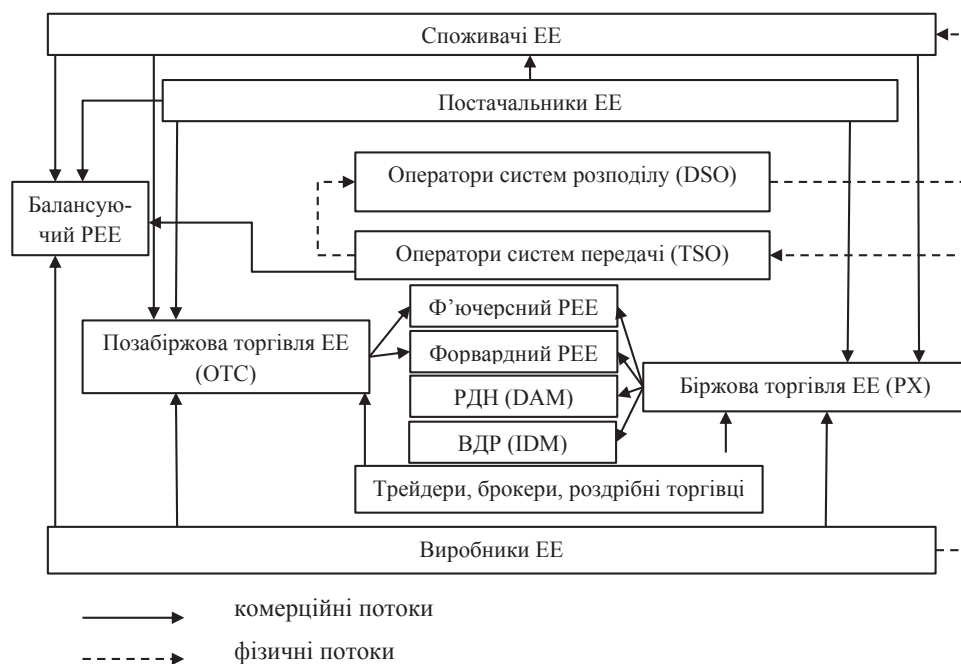 Споживачі ЕЕ
Постачальники ЕЕ
Оператори систем розподілу (DSO)
Балансую-
чий РЕЕ
Оператори систем передачі (TSO)
Ф’ючерсний РЕЕ
Позабіржова торгівля ЕЕ
(OTC)
Форвардний РЕЕ
РДН (DAM)
Біржова торгівля ЕЕ (PX)
ВДР (IDM)
Трейдери, брокери, роздрібні торгівці
Виробники ЕЕ
комерційні потоки
фізичні потоки